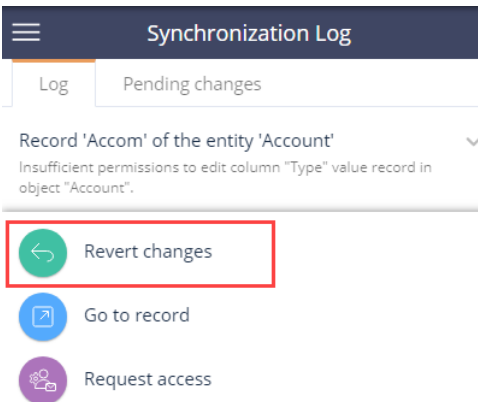 Synchronization Log
Log
Pending changes
Record 'Accom' of the entity 'Account'
Insufficient permissions to edit column "Type" value record in
object "Account".
Revert changes
Go to record
Request access